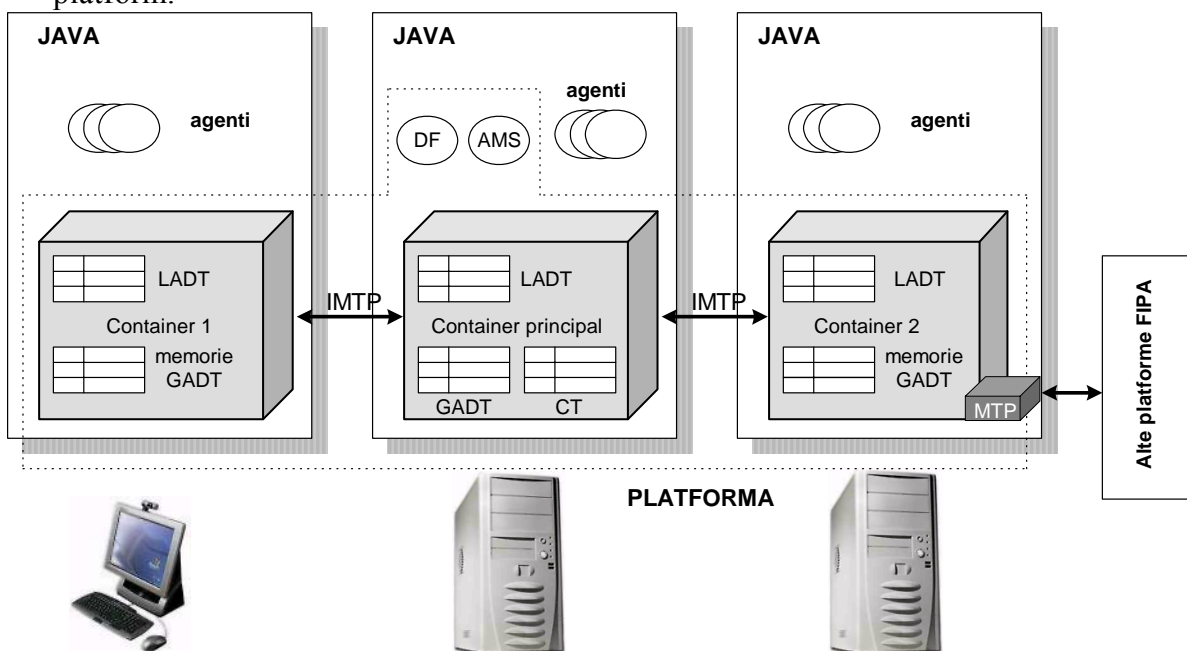 platform.
JAVA
JAVA
JAVA
agenti
DF
AMS
agenti
agenti
LADT
Container 1
memorie
GADT
IMTP
LADT
Container principal
GADT
CT
IMTP
LADT
Container 2
memorie
GADT
MTP
Alte platforme FIPA
PLATFORMA